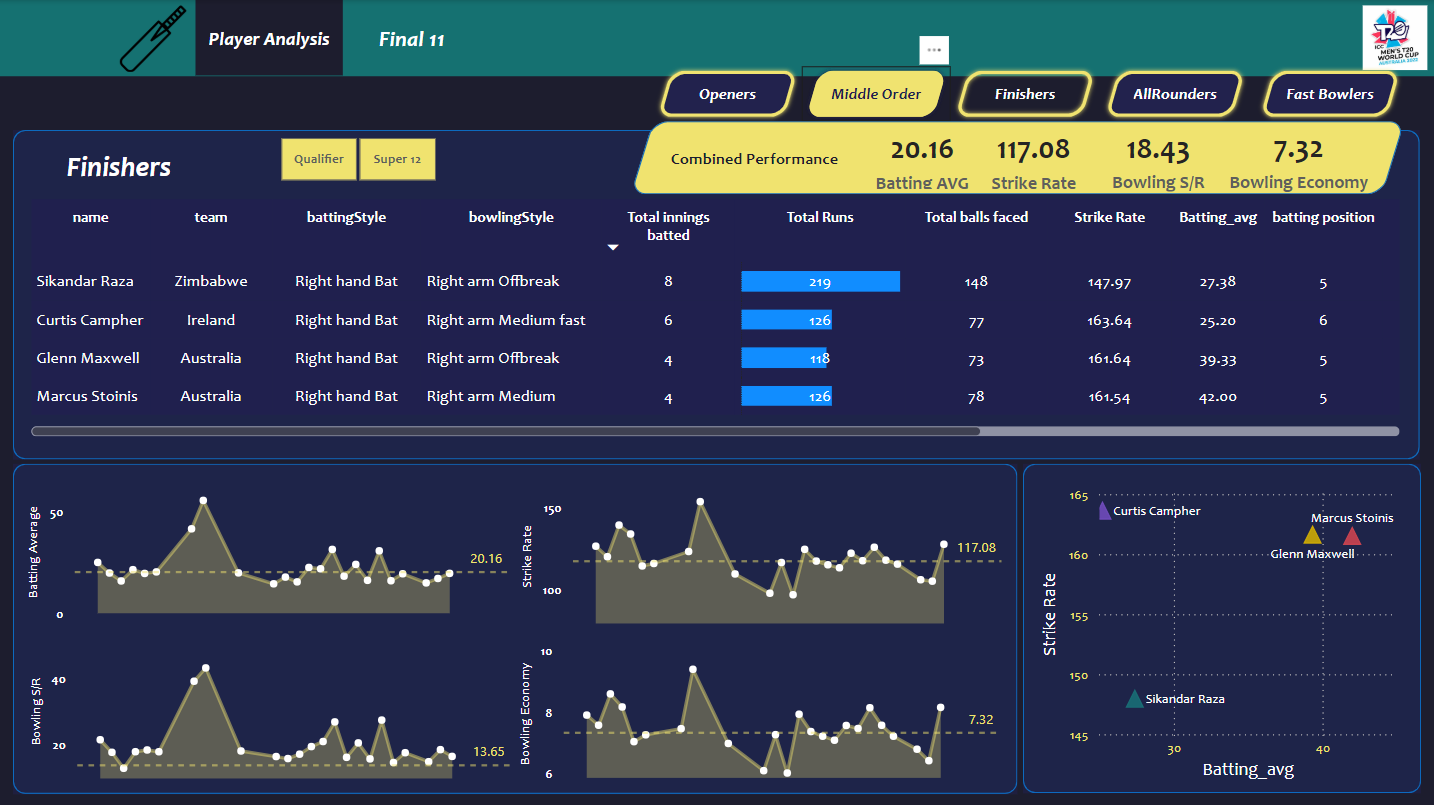 Player Analysis
Final 11
...
ICC
MEN'S T20
WORLD CUP
AUSTRALIA 2022
Openers
Middle Order
Finishers
AllRounders
Fast Bowlers
Finishers
Qualifier
Super 12
Combined Performance
20.16
117.08
18.43
7.32
Batting AVG
Strike Rate
Bowling S/R
Bowling Economy
name team battingStyle bowlingStyle Total innings Total Runs Total balls faced Strike Rate Batting_avg batting position
batted
Sikandar Raza Zimbabwe Right hand Bat Right arm Offbreak 8 219 148 147.97 27.38 5
Curtis Campher Ireland Right hand Bat Right arm Medium fast 6 126 77 163.64 25.20 6
Glenn Maxwell Australia Right hand Bat Right arm Offbreak 4 118 73 161.64 39.33 5
Marcus Stoinis Australia Right hand Bat Right arm Medium 4 126 78 161.54 42.00 5
Batting Average
50
0
20.16
Strike Rate
150
100
117.08
Bowling S/R
40
20
13.65
Bowling Economy
10
8
6
7.32
Strike Rate
165
160
155
150
145
Curtis Campher
Marcus Stoinis
Glenn Maxwell
Sikandar Raza
30
40
Batting_avg